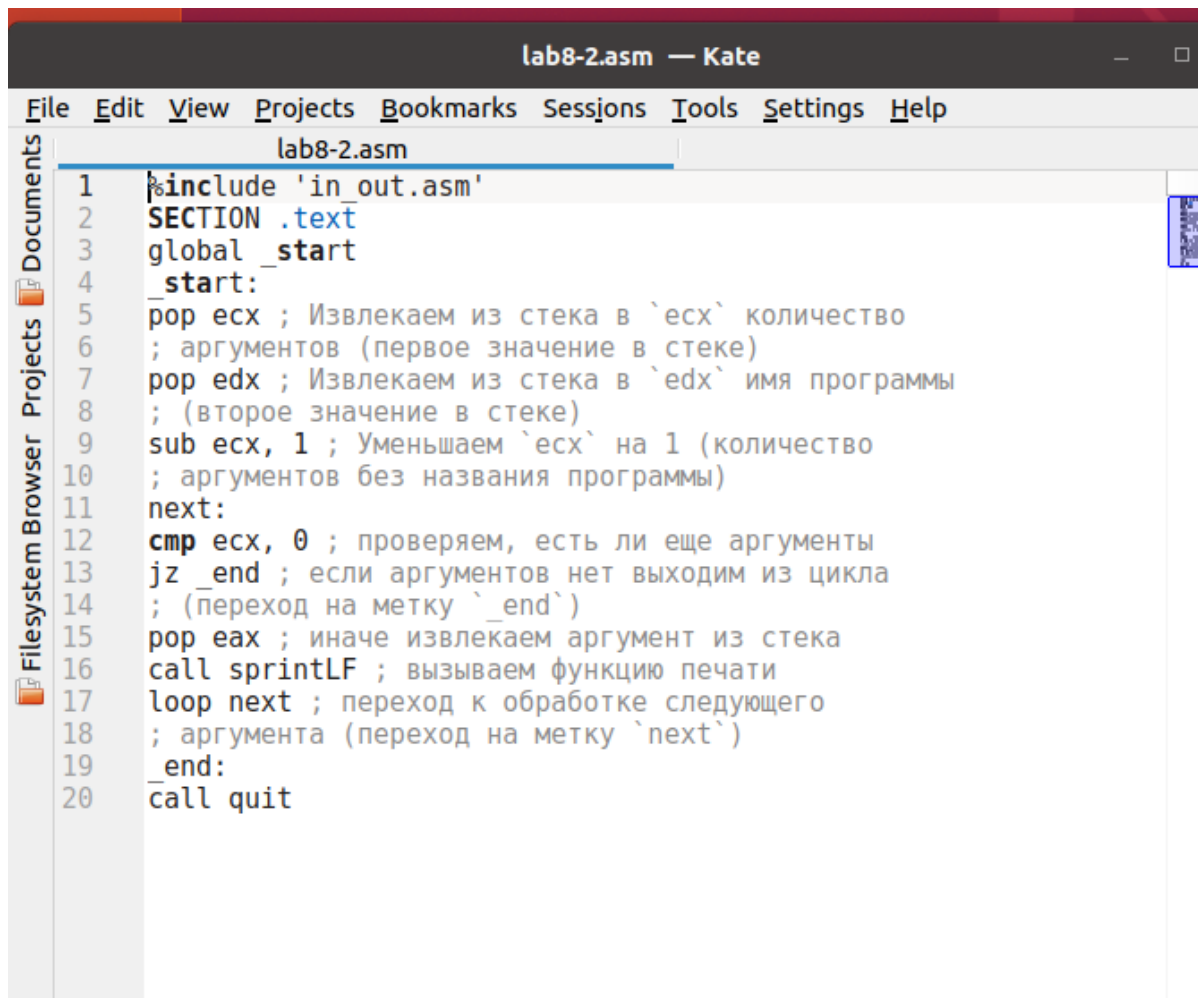 lab8-2.asm — Kate
File Edit View Projects Bookmarks Sessions Tools Settings Help
lab8-2.asm
Documents
Projects
Filesystem Browser
1 %include 'in_out.asm'
2 SECTION .text
3 global _start
4 _start:
5 pop ecx ; Извлекаем из стека в `ecx` количество
6 ; аргументов (первое значение в стеке)
7 pop edx ; Извлекаем из стека в `edx` имя программы
8 ; (второе значение в стеке)
9 sub ecx, 1 ; Уменьшаем `ecx` на 1 (количество
10 ; аргументов без названия программы)
11 next:
12 cmp ecx, 0 ; проверяем, есть ли еще аргументы
13 jz _end ; если аргументов нет выходим из цикла
14 ; (переход на метку `_end`)
15 pop eax ; иначе извлекаем аргумент из стека
16 call sprintLF ; вызываем функцию печати
17 loop next ; переход к обработке следующего
18 ; аргумента (переход на метку `next`)
19 _end:
20 call quit